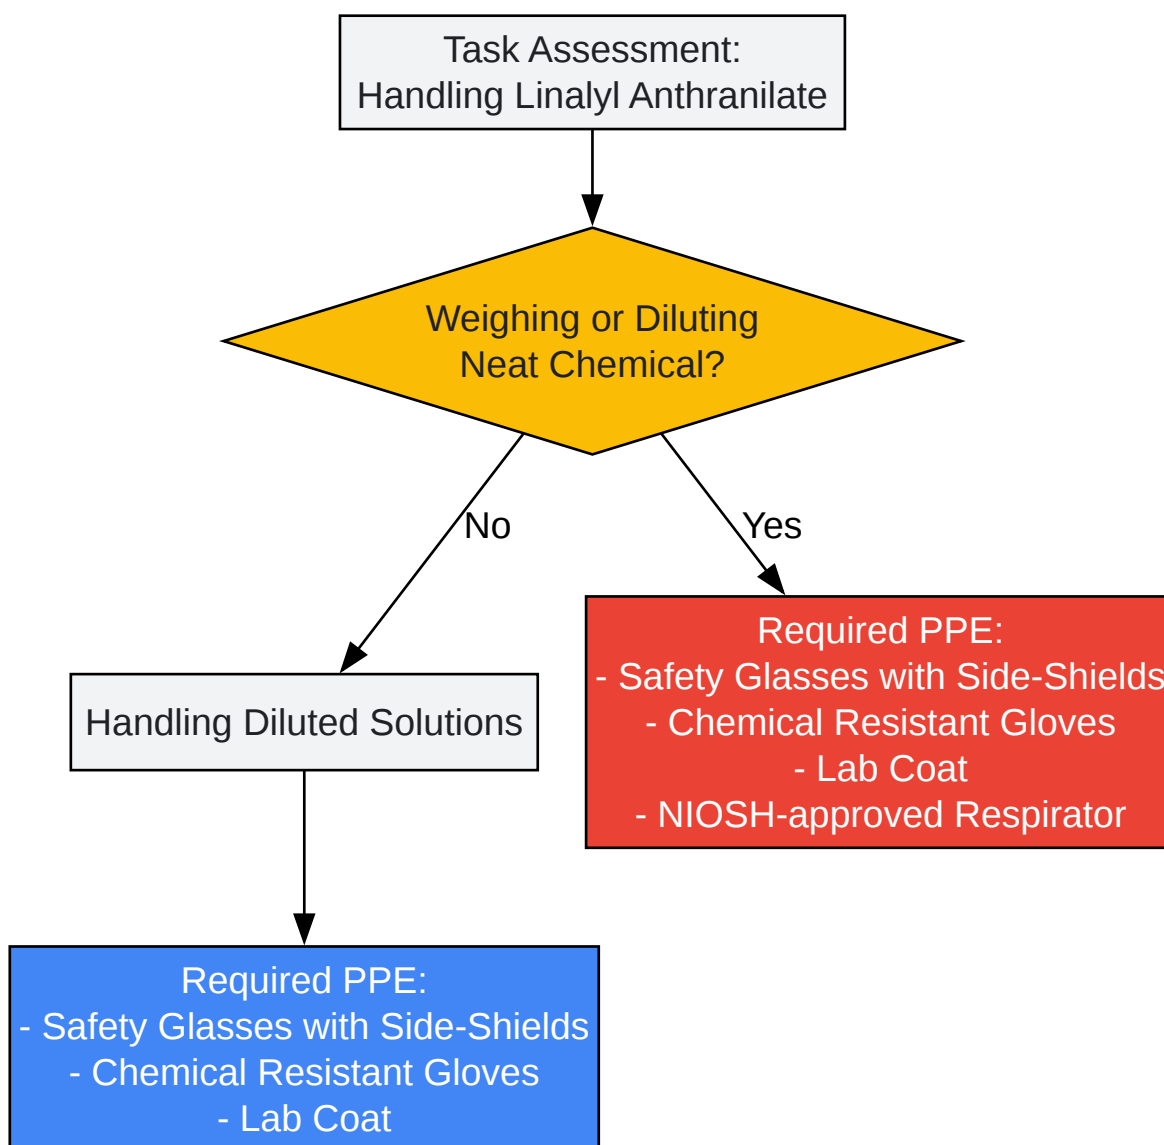 Task Assessment:
Handling Linalyl Anthranilate
Weighing or Diluting
Neat Chemical?
No
Yes
Required PPE:
- Safety Glasses with Side-Shields
- Chemical Resistant Gloves
- Lab Coat
- NIOSH-approved Respirator
Handling Diluted Solutions
Required PPE:
- Safety Glasses with Side-Shields
- Chemical Resistant Gloves
- Lab Coat